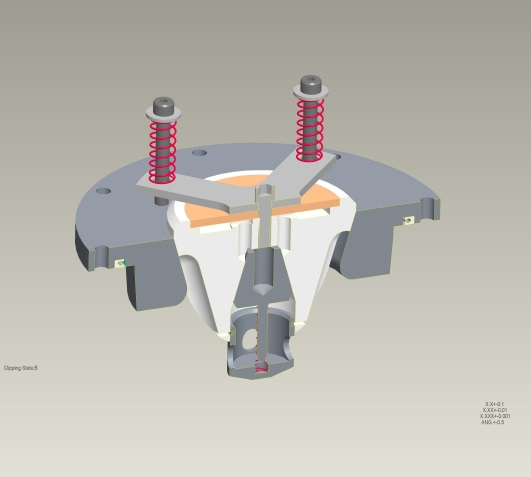 Clipping State:B
X.X+-0.1
X.XX+-0.01
X.XXX+-0.001
ANG.+-0.5